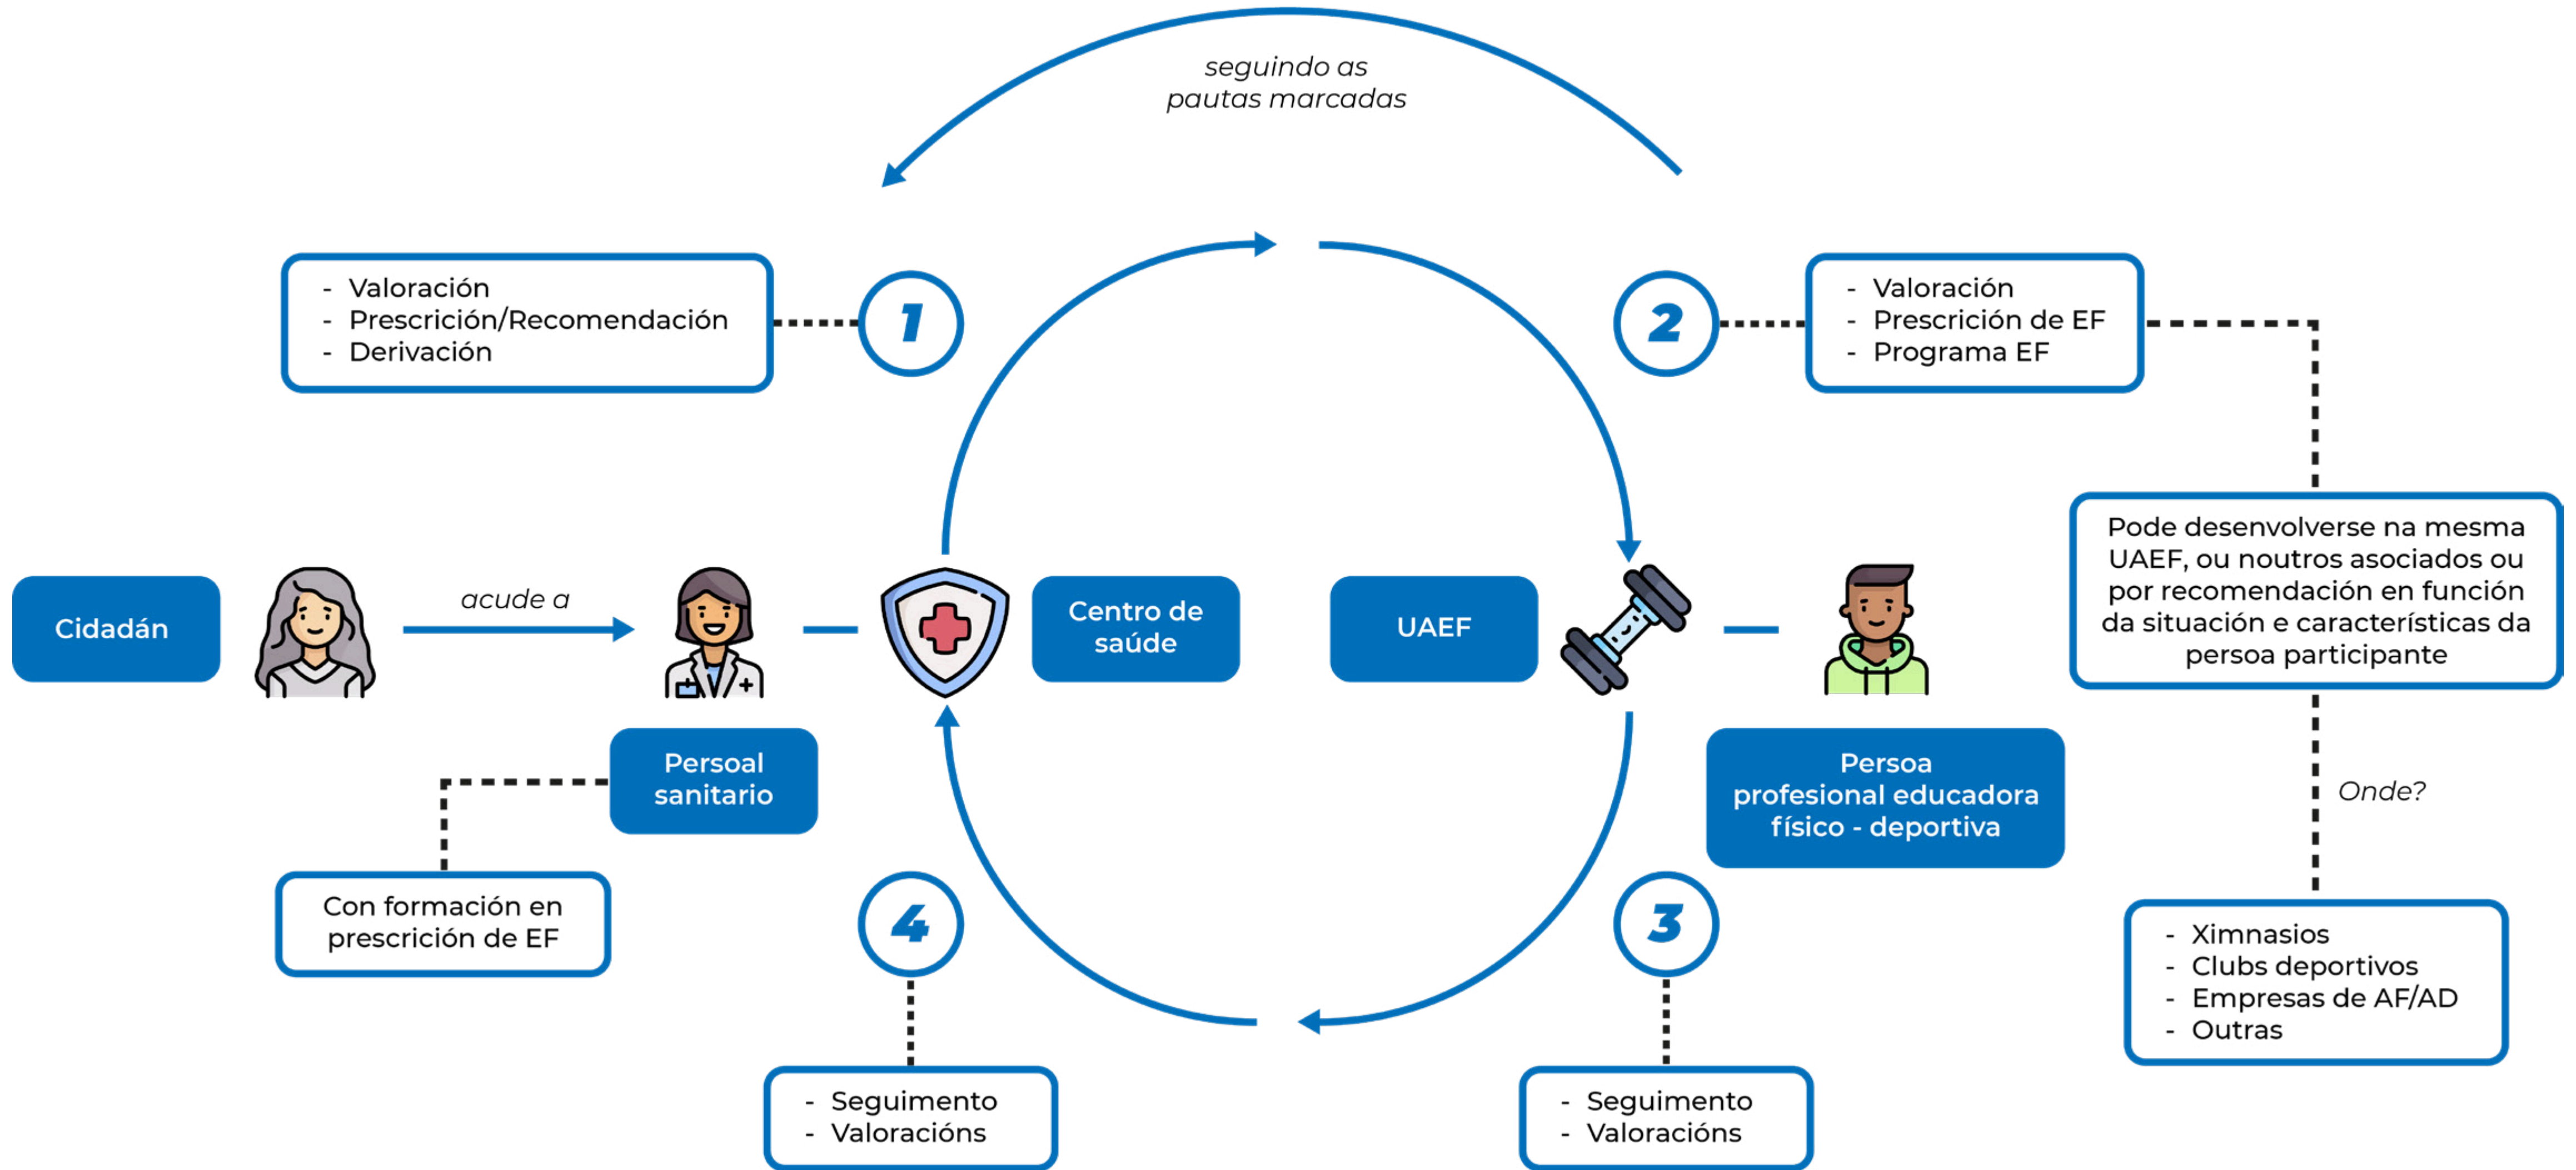 seguindo as
pautas marcadas
- Valoración
- Prescrición/Recomendación
- Derivación
1
2
- Valoración
- Prescrición de EF
- Programa EF
Pode desenvolverse na mesma
UAEF, ou noutros asociados ou
por recomendación en función
da situación e características da
persoa participante
Cidadán
acude a
Centro de
saúde
UAEF
Persoal
sanitario
Persoa
profesional educadora
físico - deportiva
Onde?
Con formación en
prescrición de EF
4
3
- Ximnasios
- Clubs deportivos
- Empresas de AF/AD
- Outras
- Seguimento
- Valoracións
- Seguimento
- Valoracións